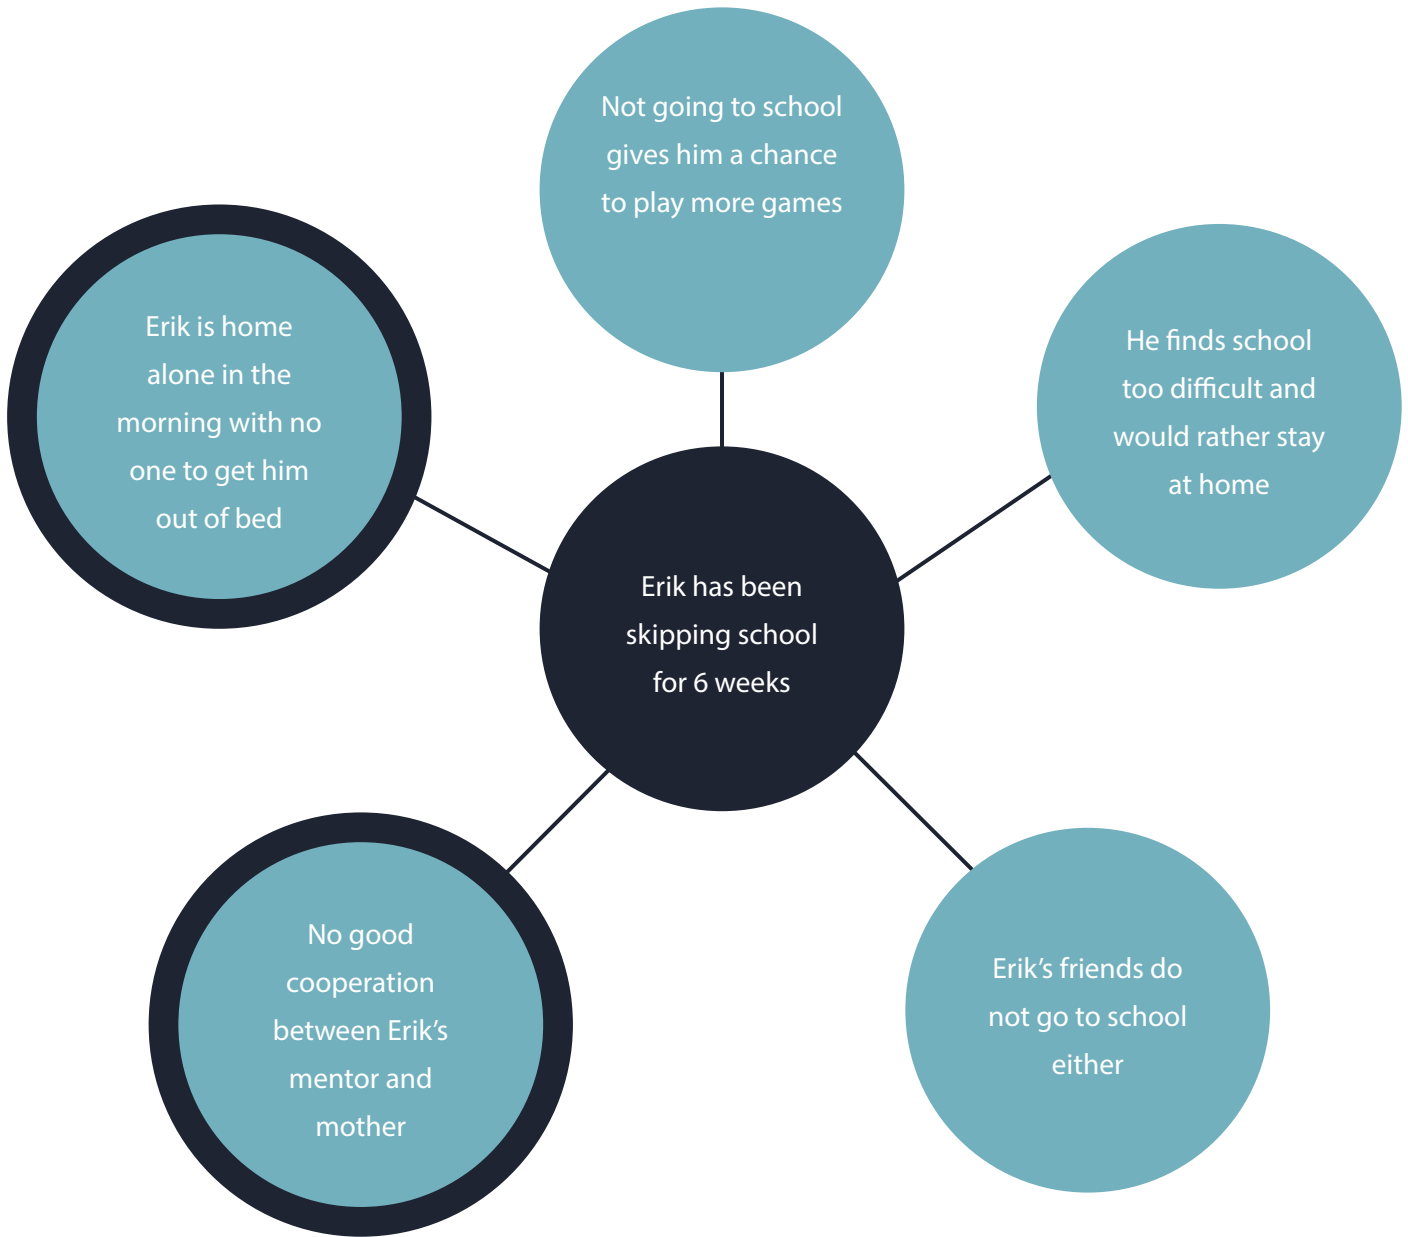 Not going to school
gives him a chance
to play more games
Erik is home
alone in the
morning with no
one to get him
out of bed
He finds school
too difficult and
would rather stay
at home
Erik has been
skipping school
for 6 weeks
No good
cooperation
between Erik’s
mentor and
mother
Erik’s friends do
not go to school
either